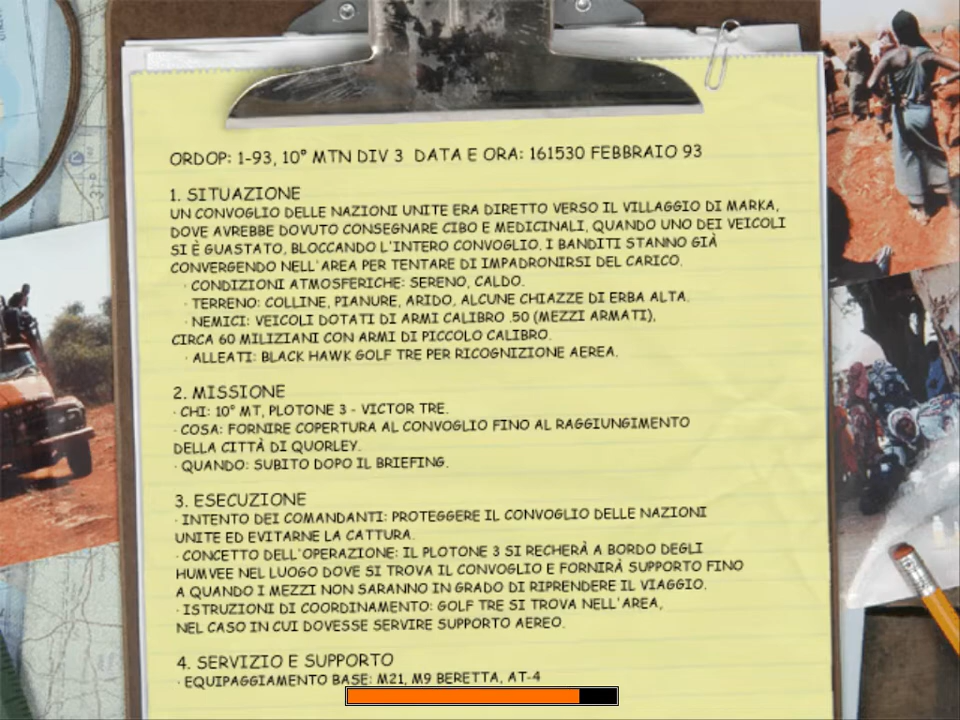 ORDOP: 1-93, 10° MTN DIV 3 DATA E ORA: 161530 FEBBRAIO 93
1. SITUAZIONE
UN CONVOGLIO DELLE NAZIONI UNITE ERA DIRETTO VERSO IL VILLAGGIO DI MARKA,
DOVE AVREBBE DOVUTO CONSEGNARE CIBO E MEDICINALI, QUANDO UNO DEI VEICOLI
SI È GUASTATO, BLOCCANDO L'INTERO CONVOGLIO. I BANDITI STANNO GIÀ
CONVERGENDO NELL'AREA PER TENTARE DI IMPADRONIRSI DEL CARICO.
· CONDIZIONI ATMOSFERICHE: SERENO, CALDO.
· TERRENO: COLLINE, PIANURE, ARIDO, ALCUNE CHIAZZE DI ERBA ALTA.
· NEMICI: VEICOLI DOTATI DI ARMI CALIBRO .50 (MEZZI ARMATI),
CIRCA 60 MILIZIANI CON ARMI DI PICCOLO CALIBRO.
· ALLEATI: BLACK HAWK GOLF TRE PER RICOGNIZIONE AEREA.
2. MISSIONE
· CHI: 10° MT, PLOTONE 3 - VICTOR TRE.
· COSA: FORNIRE COPERTURA AL CONVOGLIO FINO AL RAGGIUNGIMENTO
DELLA CITTÀ DI QUORLEY.
· QUANDO: SUBITO DOPO IL BRIEFING.
3. ESECUZIONE
· INTENTO DEI COMANDANTI: PROTEGGERE IL CONVOGLIO DELLE NAZIONI
UNITE ED EVITARNE LA CATTURA.
· CONCETTO DELL'OPERAZIONE: IL PLOTONE 3 SI RECHERÀ A BORDO DEGLI
HUMVEE NEL LUOGO DOVE SI TROVA IL CONVOGLIO E FORNIRÀ SUPPORTO FINO
A QUANDO I MEZZI NON SARANNO IN GRADO DI RIPRENDERE IL VIAGGIO.
· ISTRUZIONI DI COORDINAMENTO: GOLF TRE SI TROVA NELL'AREA,
NEL CASO IN CUI DOVESSE SERVIRE SUPPORTO AEREO.
4. SERVIZIO E SUPPORTO
· EQUIPAGGIAMENTO BASE: M21, M9 BERETTA, AT-4